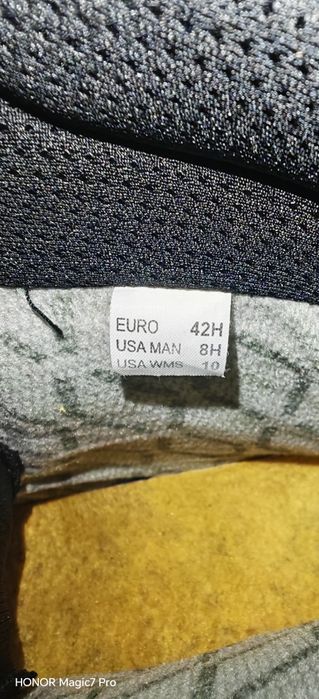 EURO 42H
USA MAN 8H
USA WMS 10
HONOR Magic7 Pro